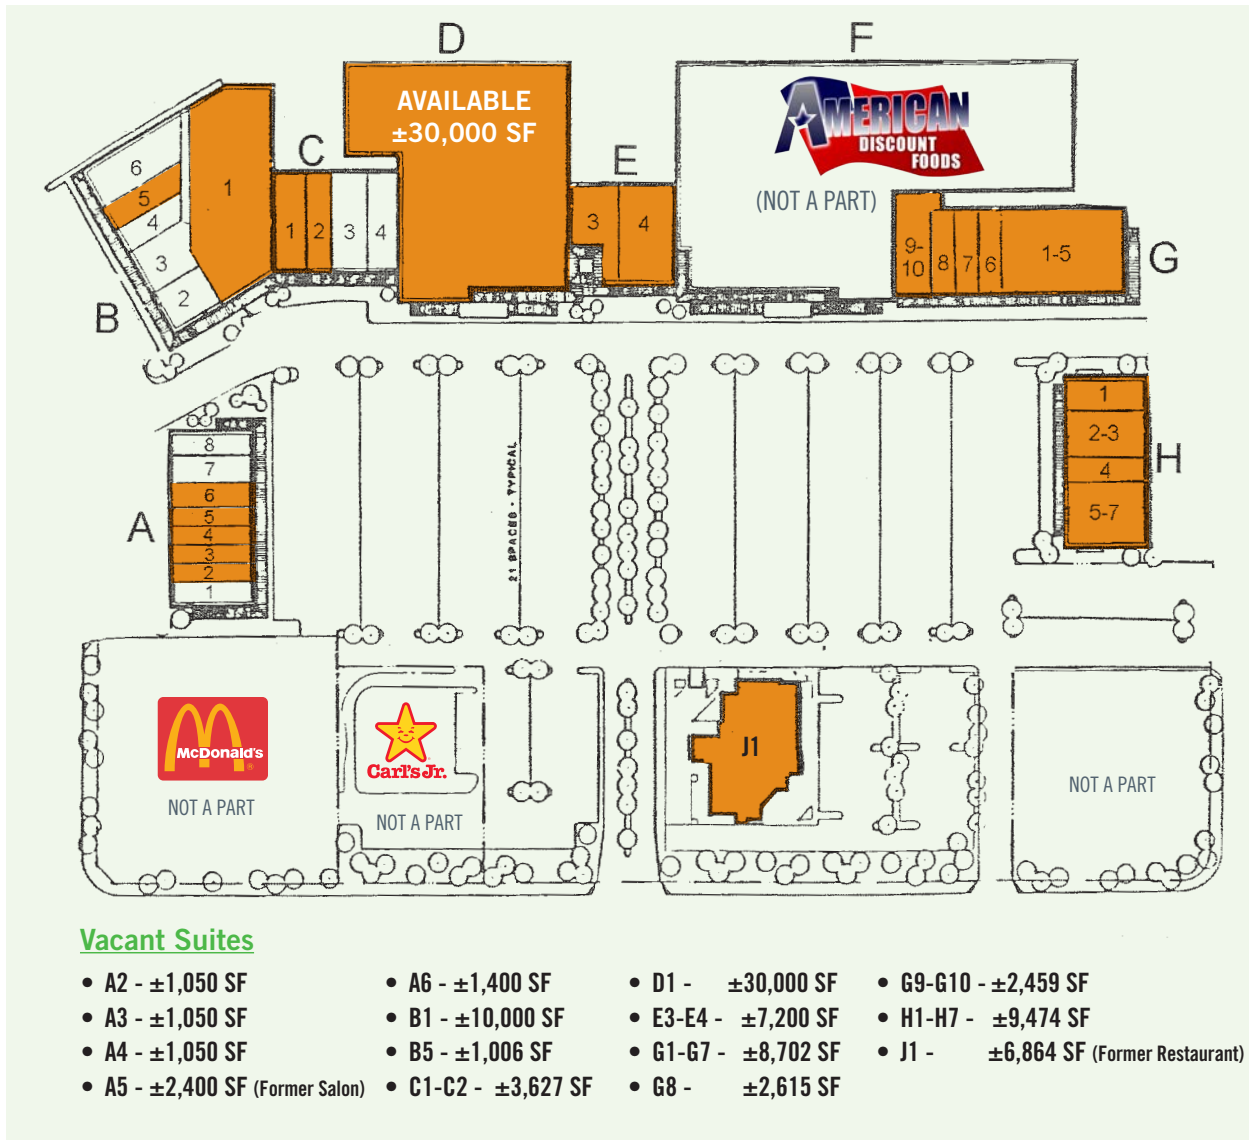 D
F
AVAILABLE
±30,000 SF
AMERICAN
DISCOUNT
FOODS
(NOT A PART)
C
E
6
5
4
3
2
1
1
2
3
4
3
4
9-
10
8
7
6
1-5
G
B
1
2-3
4
5-7
H
8
7
6
5
4
3
2
1
A
21 SPACES - TYPICAL
McDonald's
®
NOT A PART
Carl's Jr.
NOT A PART
J1
NOT A PART
Vacant Suites
• A2 - ±1,050 SF
• A3 - ±1,050 SF
• A4 - ±1,050 SF
• A5 - ±2,400 SF (Former Salon)
• A6 - ±1,400 SF
• B1 - ±10,000 SF
• B5 - ±1,006 SF
• C1-C2 - ±3,627 SF
• D1 - ±30,000 SF
• E3-E4 - ±7,200 SF
• G1-G7 - ±8,702 SF
• G8 - ±2,615 SF
• G9-G10 - ±2,459 SF
• H1-H7 - ±9,474 SF
• J1 - ±6,864 SF (Former Restaurant)